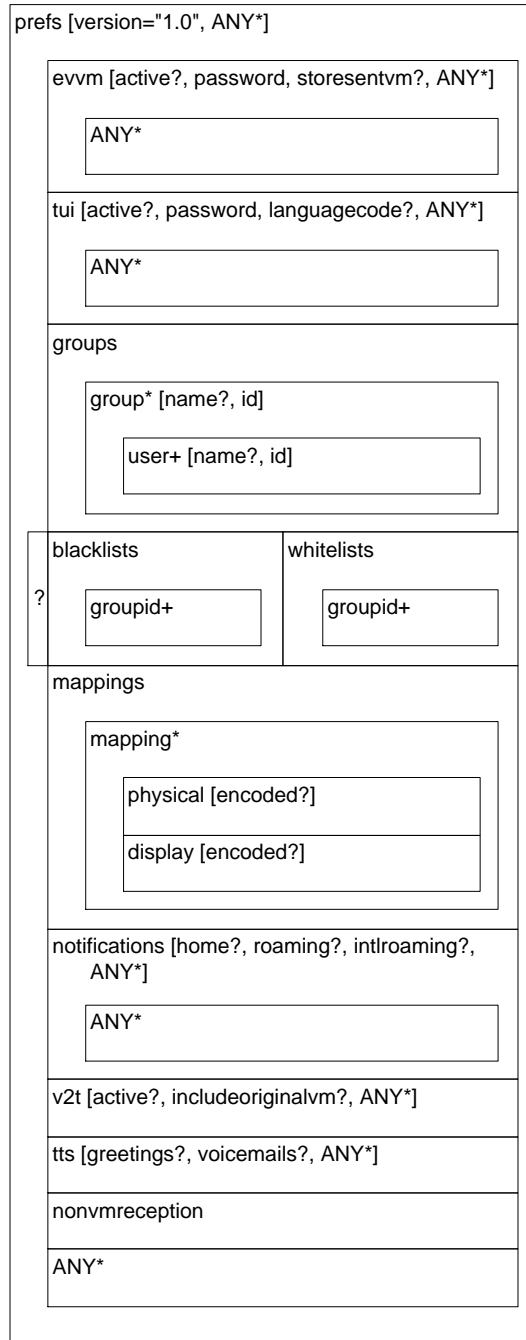 prefs [version="1.0", ANY*]
evvm [active?, password, storesentvm?, ANY*]
ANY*
tui [active?, password, languagecode?, ANY*]
ANY*
groups
group* [name?, id]
user+ [name?, id]
?
blacklists
groupid+
whitelists
groupid+
mappings
mapping*
physical [encoded?]
display [encoded?]
notifications [home?, roaming?, intlroaming?,
ANY*]
ANY*
v2t [active?, includeoriginalvm?, ANY*]
tts [greetings?, voicemails?, ANY*]
nonvmreception
ANY*